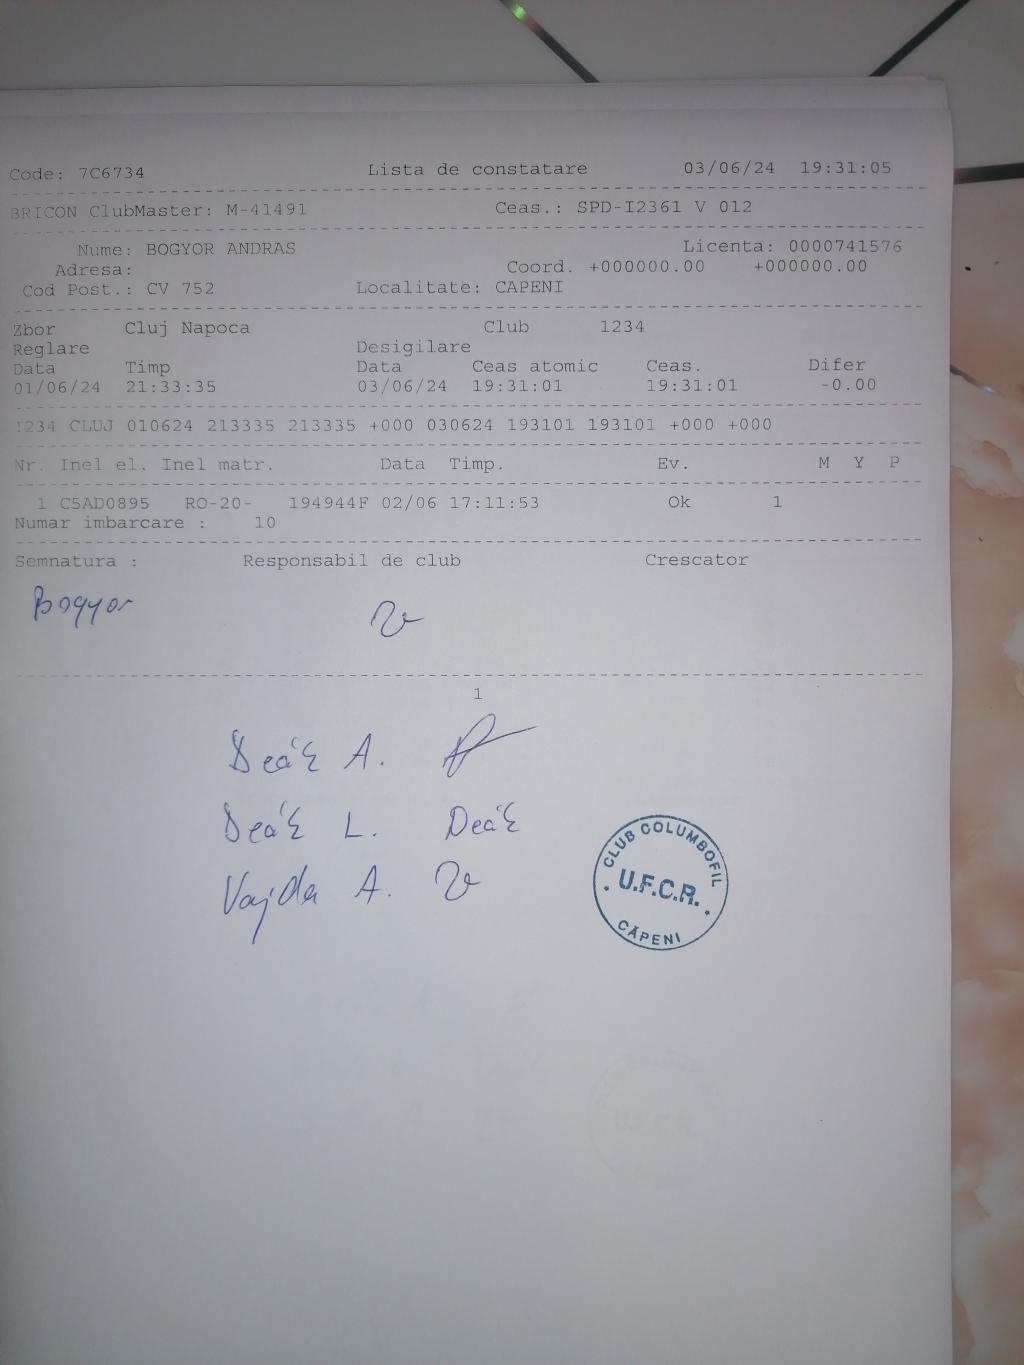 Code: 7C6734 Lista de constatare 03/06/24 19:31:05
BRICON ClubMaster: M-41491 Ceas.: SPD-I2361 V 012
Nume: BOGYOR ANDRAS Licenta: 0000741576
Adresa: Coord. +000000.00 +000000.00
Cod Post.: CV 752 Localitate: CAPENI
Zbor Cluj Napoca Club 1234
Reglare Desigilare
Data Timp Data Ceas atomic Ceas. Difer
01/06/24 21:33:35 03/06/24 19:31:01 19:31:01 -0.00
1234 CLUJ 010624 213335 213335 +000 030624 193101 193101 +000 +000
Nr. Inel el. Inel matr. Data Timp. Ev. M Y P
1 C5AD0895 RO-20- 194944F 02/06 17:11:53 Ok 1
Numar imbarcare : 10
Semnatura : Responsabil de club Crescator
Bogyor
1
Deák A.
Deák L. Deák
Vajda A.
CLUB COLUMBOFIL
U.F.C.R.
CĂPENI